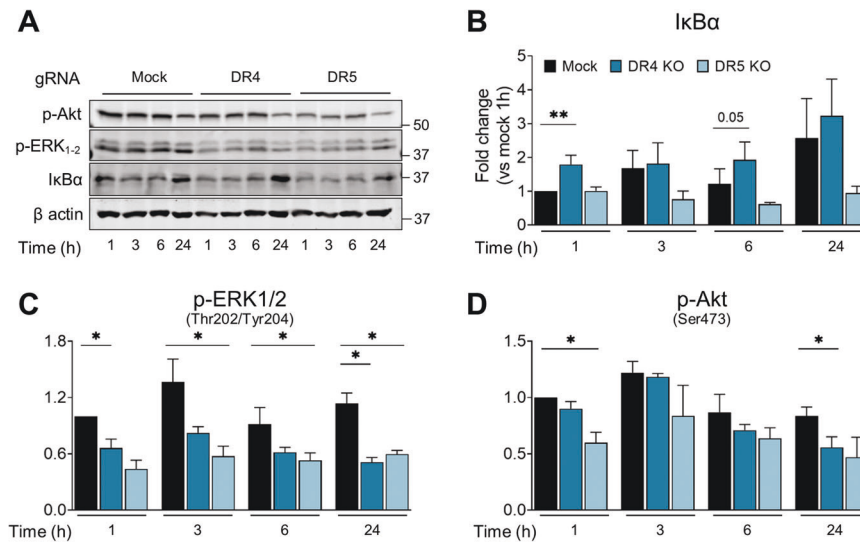 A
gRNA Mock DR4 DR5
p-Akt
50
p-ERK1-2
37
IκBα
37
β actin
37
Time (h) 1 3 6 24 1 3 6 24 1 3 6 24
B
IκBα
Mock DR4 KO DR5 KO
Fold change
(vs mock 1h)
5
4
3
2
1
0
**
0.05
Time (h) 1 3 6 24
C
p-ERK1/2
(Thr202/Tyr204)
1.8
1.2
0.6
0.0
* * * * *
Time (h) 1 3 6 24
D
p-Akt
(Ser473)
1.5
1.0
0.5
0.0
* *
Time (h) 1 3 6 24